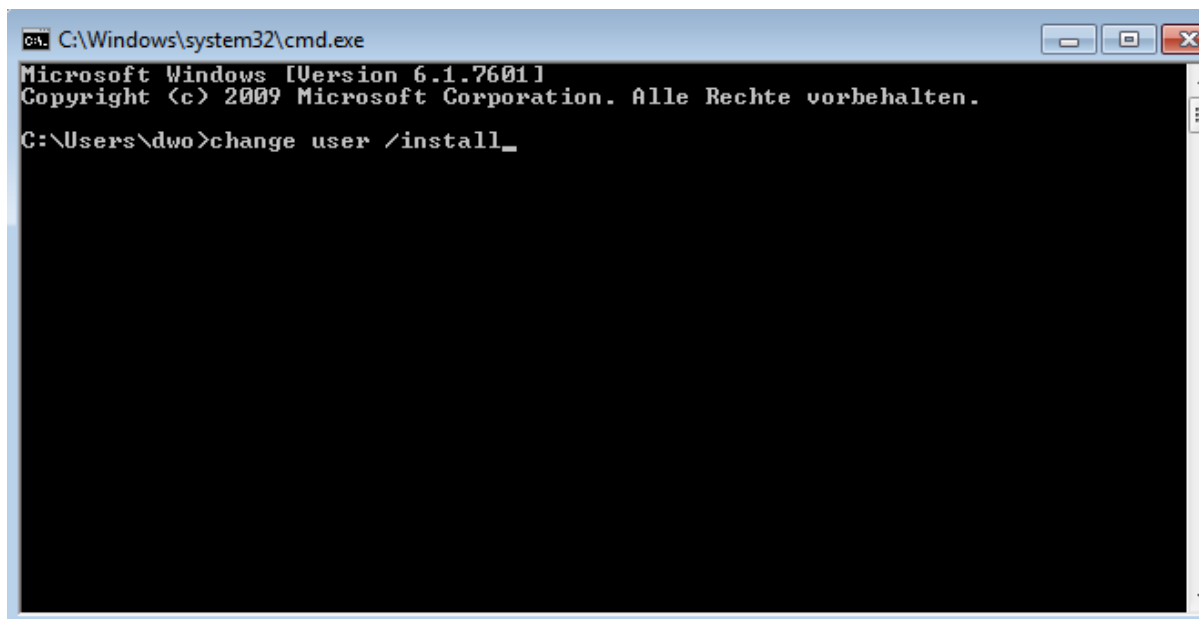 C:\Windows\system32\cmd.exe
Microsoft Windows [Version 6.1.7601]
Copyright (c) 2009 Microsoft Corporation. Alle Rechte vorbehalten.
C:\Users\dwo>change user /install_